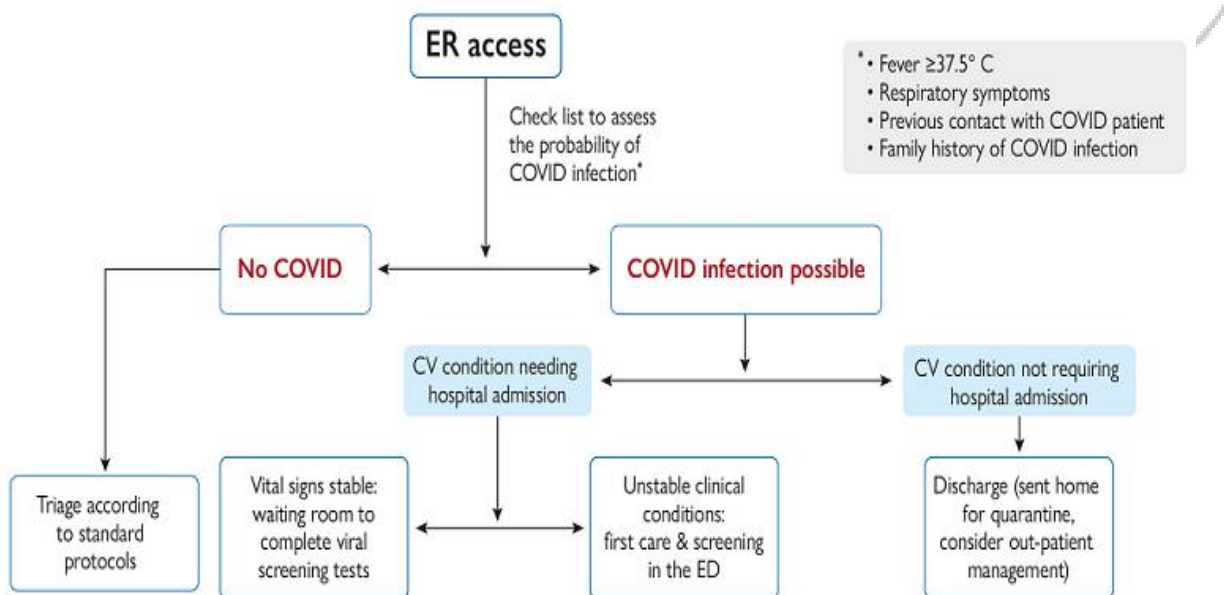 ER access
* • Fever ≥37.5° C
• Respiratory symptoms
• Previous contact with COVID patient
• Family history of COVID infection
Check list to assess
the probability of
COVID infection*
No COVID
COVID infection possible
CV condition needing
hospital admission
CV condition not requiring
hospital admission
Triage according
to standard
protocols
Vital signs stable:
waiting room to
complete viral
screening tests
Unstable clinical
conditions:
first care & screening
in the ED
Discharge (sent home
for quarantine,
consider out-patient
management)